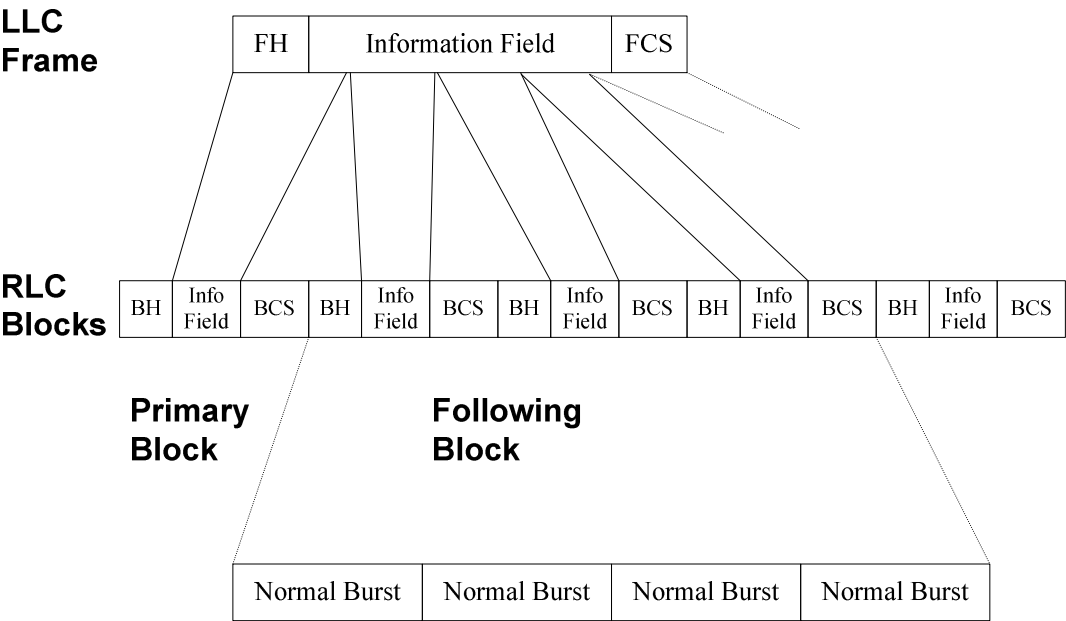 LLC
Frame
FH Information Field FCS
RLC
Blocks
BH Info
Field BCS BH Info
Field BCS BH Info
Field BCS BH Info
Field BCS BH Info
Field BCS
Primary
Block
Following
Block
Normal Burst Normal Burst Normal Burst Normal Burst